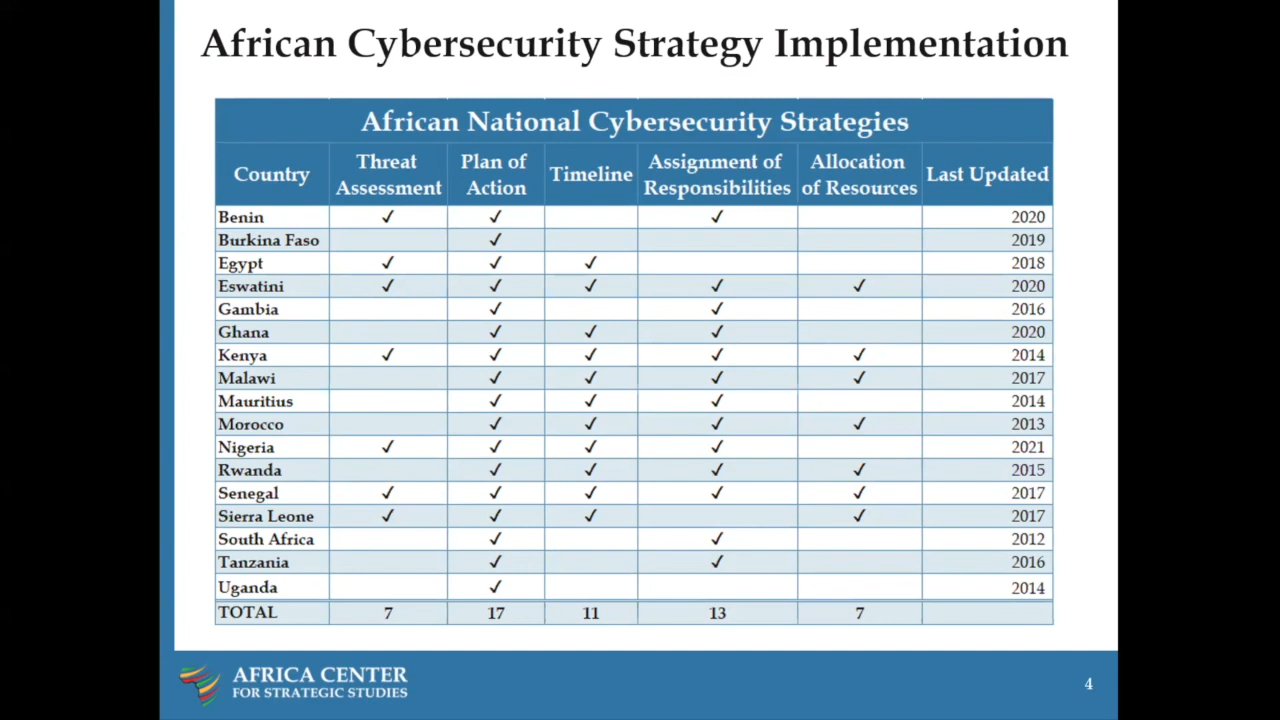 African Cybersecurity Strategy Implementation
African National Cybersecurity Strategies
Country Threat Assessment Plan of Action Timeline Assignment of Responsibilities Allocation of Resources Last Updated
Benin ✓ ✓ ✓ 2020
Burkina Faso ✓ 2019
Egypt ✓ ✓ ✓ 2018
Eswatini ✓ ✓ ✓ ✓ ✓ 2020
Gambia ✓ ✓ 2016
Ghana ✓ ✓ ✓ 2020
Kenya ✓ ✓ ✓ ✓ ✓ 2014
Malawi ✓ ✓ ✓ ✓ 2017
Mauritius ✓ ✓ ✓ 2014
Morocco ✓ ✓ ✓ ✓ 2013
Nigeria ✓ ✓ ✓ ✓ 2021
Rwanda ✓ ✓ ✓ ✓ 2015
Senegal ✓ ✓ ✓ ✓ ✓ 2017
Sierra Leone ✓ ✓ ✓ ✓ 2017
South Africa ✓ ✓ 2012
Tanzania ✓ ✓ 2016
Uganda ✓ 2014
TOTAL 7 17 11 13 7
AFRICA CENTER
FOR STRATEGIC STUDIES
4